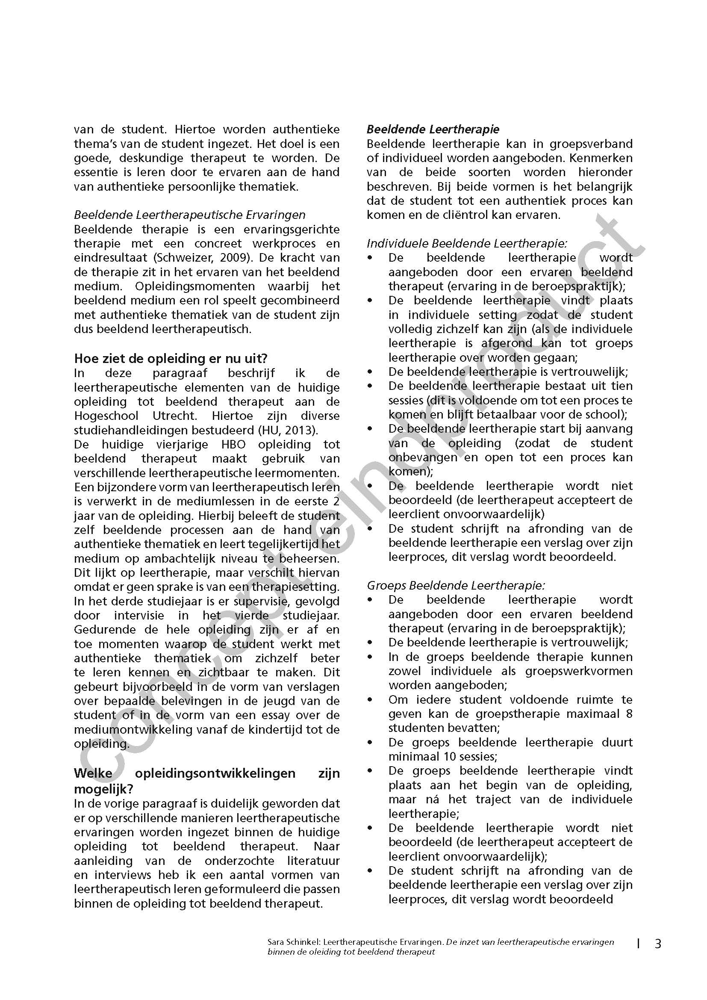 van de student. Hiertoe worden authentieke
thema's van de student ingezet. Het doel is een
goede, deskundige therapeut te worden. De
essentie is leren door te ervaren aan de hand
van authentieke persoonlijke thematiek.
Beeldende Leertherapeutische Ervaringen
Beeldende therapie is een ervaringsgerichte
therapie met een concreet werkproces en
eindresultaat (Schweizer, 2009). De kracht van
de therapie zit in het ervaren van het beeldend
medium. Opleidingsmomenten waarbij het
beeldend medium een rol speelt gecombineerd
met authentieke thematiek van de student zijn
dus beeldend leertherapeutisch.
Hoe ziet de opleiding er nu uit?
In deze paragraaf beschrijf ik de
leertherapeutische elementen van de huidige
opleiding tot beeldend therapeut aan de
Hogeschool Utrecht. Hiertoe zijn diverse
studiehandleidingen bestudeerd (HU, 2013).
De huidige vierjarige HBO opleiding tot
beeldend therapeut maakt gebruik van
verschillende leertherapeutische leermomenten.
Een bijzondere vorm van leertherapeutisch leren
is verwerkt in de mediumlessen in de eerste 2
jaar van de opleiding. Hierbij beleeft de student
zelf beeldende processen aan de hand van
authentieke thematiek en leert tegelijkertijd het
medium op ambachtelijk niveau te beheersen.
Dit lijkt op leertherapie, maar verschilt hiervan
omdat er geen sprake is van een therapiesetting.
In het derde studiejaar is er supervisie, gevolgd
door intervisie in het vierde studiejaar.
Gedurende de hele opleiding zijn er af en
toe momenten waarop de student werkt met
authentieke thematiek om zichzelf beter
te leren kennen en zichtbaar te maken. Dit
gebeurt bijvoorbeeld in de vorm van verslagen
over bepaalde belevingen in de jeugd van de
student of in de vorm van een essay over de
mediumontwikkeling vanaf de kindertijd tot de
opleiding.
Welke opleidingsontwikkelingen zijn
mogelijk?
In de vorige paragraaf is duidelijk geworden dat
er op verschillende manieren leertherapeutische
ervaringen worden ingezet binnen de huidige
opleiding tot beeldend therapeut. Naar
aanleiding van de onderzochte literatuur
en interviews heb ik een aantal vormen van
leertherapeutisch leren geformuleerd die passen
binnen de opleiding tot beeldend therapeut.
Beeldende Leertherapie
Beeldende leertherapie kan in groepsverband
of individueel worden aangeboden. Kenmerken
van de beide soorten worden hieronder
beschreven. Bij beide vormen is het belangrijk
dat de student tot een authentiek proces kan
komen en de cliëntrol kan ervaren.
Individuele Beeldende Leertherapie:
• De beeldende leertherapie wordt
aangeboden door een ervaren beeldend
therapeut (ervaring in de beroepspraktijk);
• De beeldende leertherapie vindt plaats
in individuele setting zodat de student
volledig zichzelf kan zijn (als de individuele
leertherapie is afgerond kan tot groeps
leertherapie over worden gegaan;
• De beeldende leertherapie is vertrouwelijk;
• De beeldende leertherapie bestaat uit tien
sessies (dit is voldoende om tot een proces te
komen en blijft betaalbaar voor de school);
• De beeldende leertherapie start bij aanvang
van de opleiding (zodat de student
onbevangen en open tot een proces kan
komen);
• De beeldende leertherapie wordt niet
beoordeeld (de leertherapeut accepteert de
leerclient onvoorwaardelijk)
• De student schrijft na afronding van de
beeldende leertherapie een verslag over zijn
leerproces, dit verslag wordt beoordeeld.
Groeps Beeldende Leertherapie:
• De beeldende leertherapie wordt
aangeboden door een ervaren beeldend
therapeut (ervaring in de beroepspraktijk);
• De beeldende leertherapie is vertrouwelijk;
• In de groeps beeldende therapie kunnen
zowel individuele als groepswerkvormen
worden aangeboden;
• Om iedere student voldoende ruimte te
geven kan de groepstherapie maximaal 8
studenten bevatten;
• De groeps beeldende leertherapie duurt
minimaal 10 sessies;
• De groeps beeldende leertherapie vindt
plaats aan het begin van de opleiding,
maar ná het traject van de individuele
leertherapie;
• De beeldende leertherapie wordt niet
beoordeeld (de leertherapeut accepteert de
leerclient onvoorwaardelijk);
• De student schrijft na afronding van de
beeldende leertherapie een verslag over zijn
leerproces, dit verslag wordt beoordeeld
concept eindproduct
Sara Schinkel: Leertherapeutische Ervaringen. De inzet van leertherapeutische ervaringen
binnen de oleiding tot beeldend therapeut
| 3